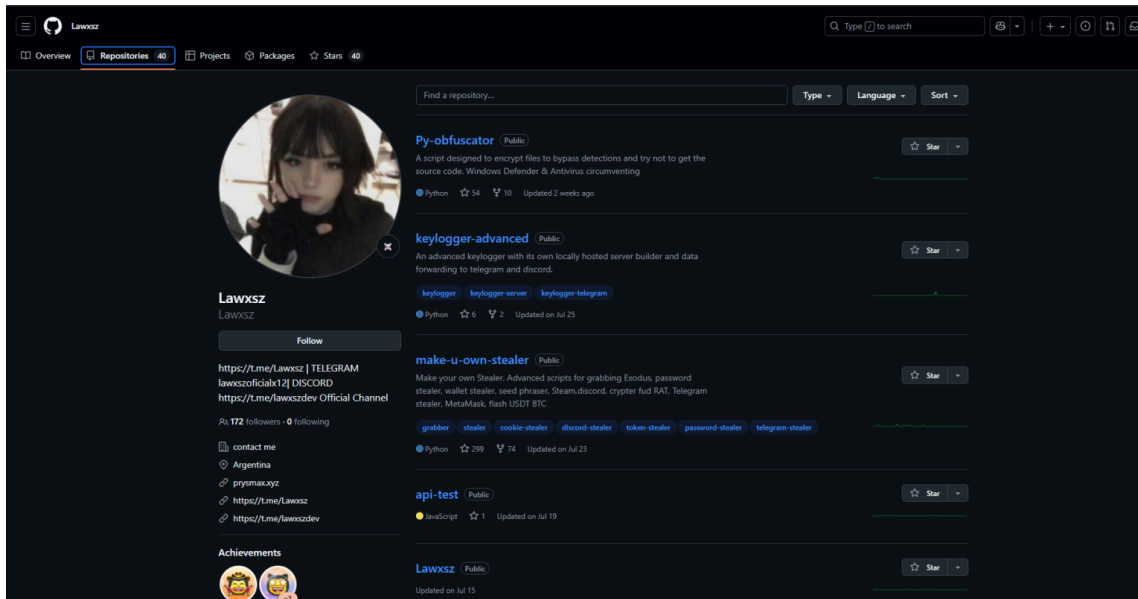 Lawxsz
Type / to search
Overview
Repositories 40
Projects
Packages
Stars 40
Find a repository...
Type
Language
Sort
Lawxsz
Lawxsz
Follow
https://t.me/Lawxsz | TELEGRAM
lawxszoficialx12| DISCORD
https://t.me/lawxszdev Official Channel
172 followers · 0 following
contact me
Argentina
prysmax.xyz
https://t.me/Lawxsz
https://t.me/lawxszdev
Achievements
Py-obfuscator Public
Star
A script designed to encrypt files to bypass detections and try not to get the
source code. Windows Defender & Antivirus circumventing
Python 54 10 Updated 2 weeks ago
keylogger-advanced Public
Star
An advanced keylogger with its own locally hosted server builder and data
forwarding to telegram and discord.
keylogger keylogger-server keylogger-telegram
Python 6 2 Updated on Jul 25
make-u-own-stealer Public
Star
Make your own Stealer. Advanced scripts for grabbing Exodus, password
stealer, wallet stealer, seed phraser, Steam.discord, crypter fud RAT, Telegram
stealer, MetaMask, flash USDT BTC
grabber stealer cookie-stealer discord-stealer token-stealer password-stealer telegram-stealer
Python 299 74 Updated on Jul 23
api-test Public
Star
JavaScript 1 Updated on Jul 19
Lawxsz Public
Star
Updated on Jul 15